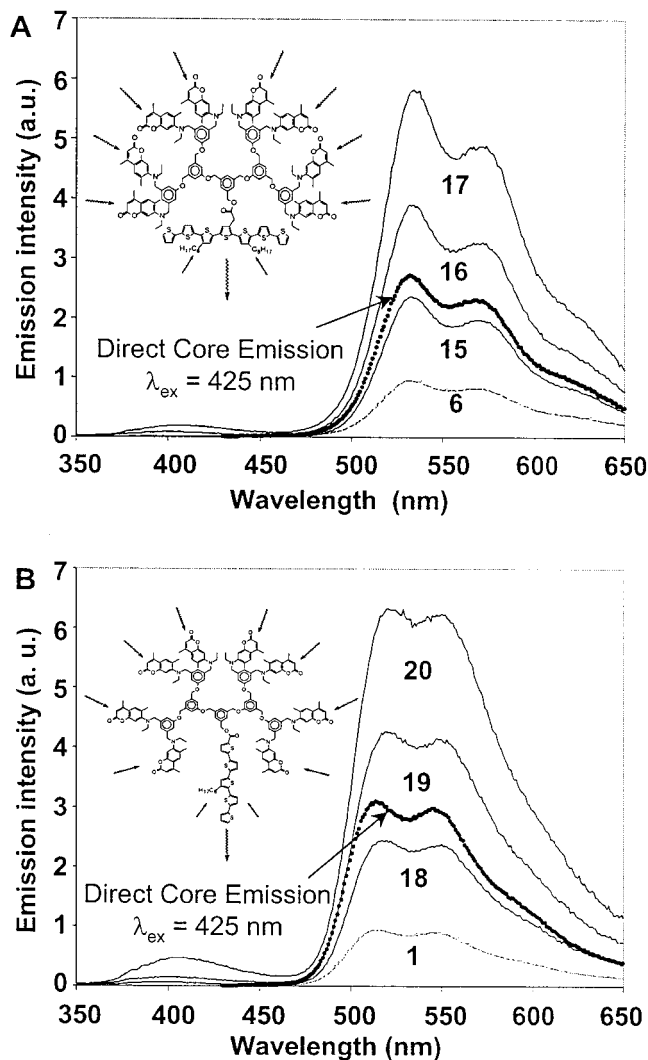 A
Emission intensity (a.u.)
7
6
5
4
3
2
1
0
17
16
15
6
Direct Core Emission
λex = 425 nm
350 400 450 500 550 600 650
Wavelength (nm)
B
Emission intensity (a. u.)
7
6
5
4
3
2
1
0
20
19
18
1
Direct Core Emission
λex = 425 nm
350 400 450 500 550 600 650
Wavelength (nm)